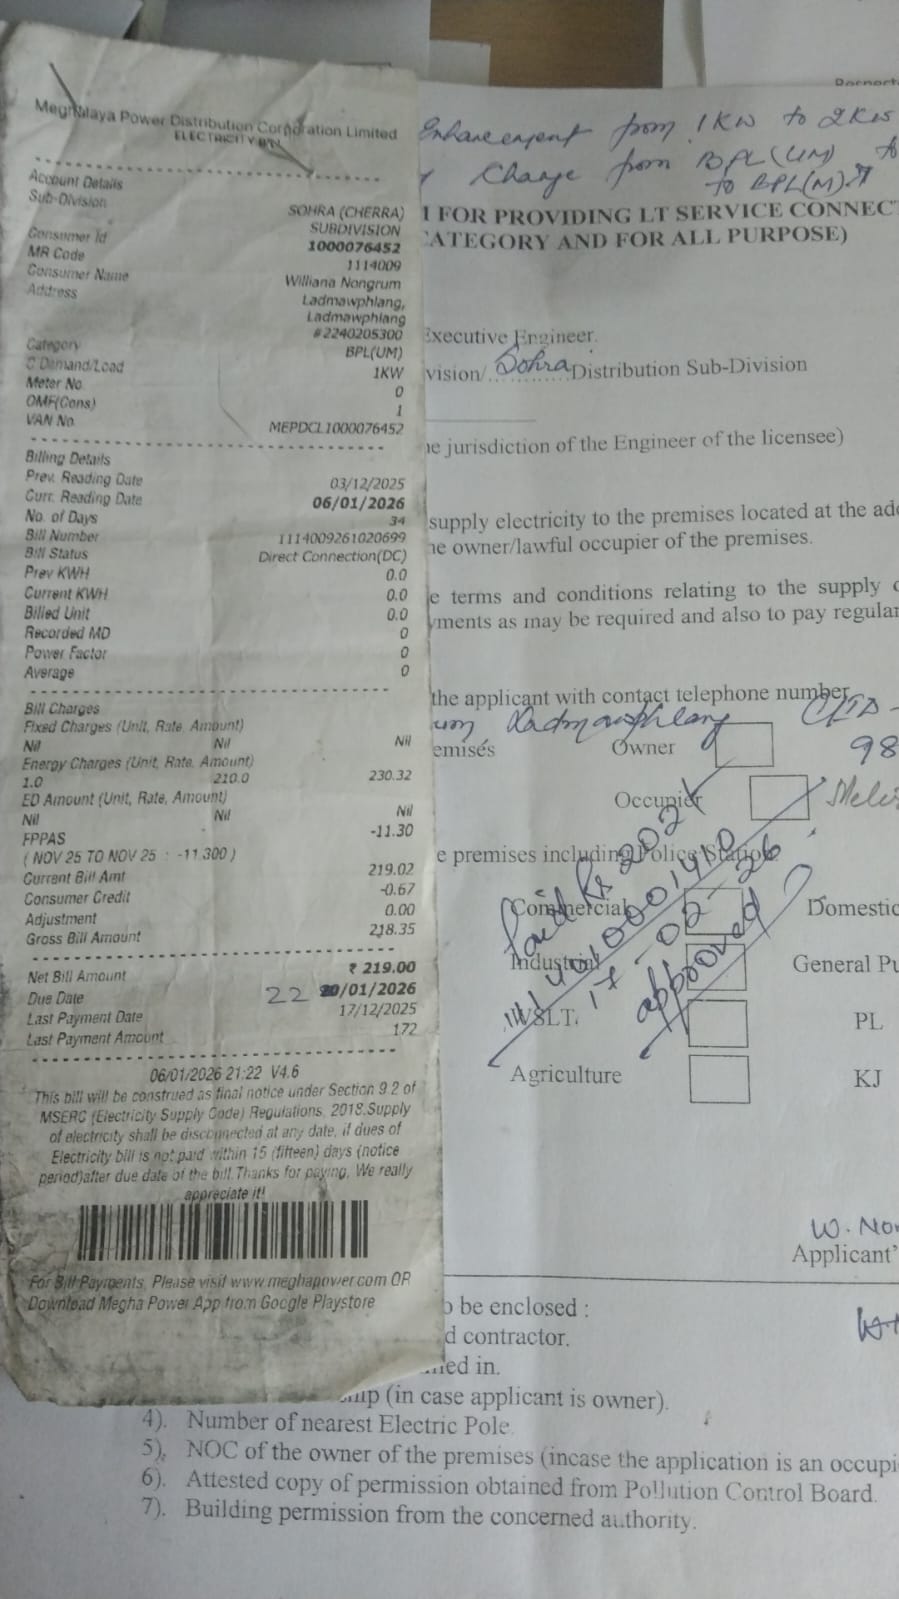 Meghalaya Power Distribution Corporation Limited
ELECTRICITY BILL
Account Details
Sub-Division SOHRA (CHERRA)
SUBDIVISION
Consumer Id 1000076452
MR Code 1114009
Consumer Name Williana Nongrum
Address Ladmawphlang,
Ladmawphlang
#2240205300
Category BPL(UM)
C Demand/Load 1KW
Meter No 0
OMF(Cons) 1
VAN No. MEPDCL1000076452
Billing Details
Prev. Reading Date 03/12/2025
Curr. Reading Date 06/01/2026
No. of Days 34
Bill Number 1114009261020699
Bill Status Direct Connection(DC)
Prev KWH 0.0
Current KWH 0.0
Billed Unit 0.0
Recorded MD 0
Power Factor 0
Average 0
Bill Charges
Fixed Charges (Unit, Rate, Amount)
Nil Nil Nil
Energy Charges (Unit, Rate, Amount)
1.0 210.0 230.32
ED Amount (Unit, Rate, Amount)
Nil Nil Nil
FPPAS -11.30
( NOV 25 TO NOV 25 : -11.300 )
Current Bill Amt 219.02
Consumer Credit -0.67
Adjustment 0.00
Gross Bill Amount 218.35
Net Bill Amount ₹ 219.00
Due Date 22 /01/2026
Last Payment Date 17/12/2025
Last Payment Amount 172
06/01/2026 21:22 V4.6
This bill will be construed as final notice under Section 9.2 of
MSERC (Electricity Supply Code) Regulations, 2018.Supply
of electricity shall be disconnected at any date, if dues of
Electricity bill is not paid within 15 (fifteen) days (notice
period)after due date of the bill.Thanks for paying, We really
appreciate it!
For Bill Payments, Please visit www.meghapower.com OR
Download Megha Power App from Google Playstore
Enhancement from 1KW to 2KW
Change from BPL(UM) to
to BPL(M)
FOR PROVIDING LT SERVICE CONNECT
CATEGORY AND FOR ALL PURPOSE)
Executive Engineer.
vision/ Sohra Distribution Sub-Division
he jurisdiction of the Engineer of the licensee)
supply electricity to the premises located at the add
he owner/lawful occupier of the premises.
e terms and conditions relating to the supply o
yments as may be required and also to pay regular
the applicant with contact telephone number
um, Ladmawphlang
emises Owner 98
Occupier
e premises including Police Station
Paid Rs 202
17-02-26
approved
Commercial Domestic
Industrial General Pu
WSLT. PL
Agriculture KJ
W. Non
Applicant'
o be enclosed :
d contractor.
ned in.
ship (in case applicant is owner).
4). Number of nearest Electric Pole.
5). NOC of the owner of the premises (incase the application is an occupi
6). Attested copy of permission obtained from Pollution Control Board.
7). Building permission from the concerned authority.